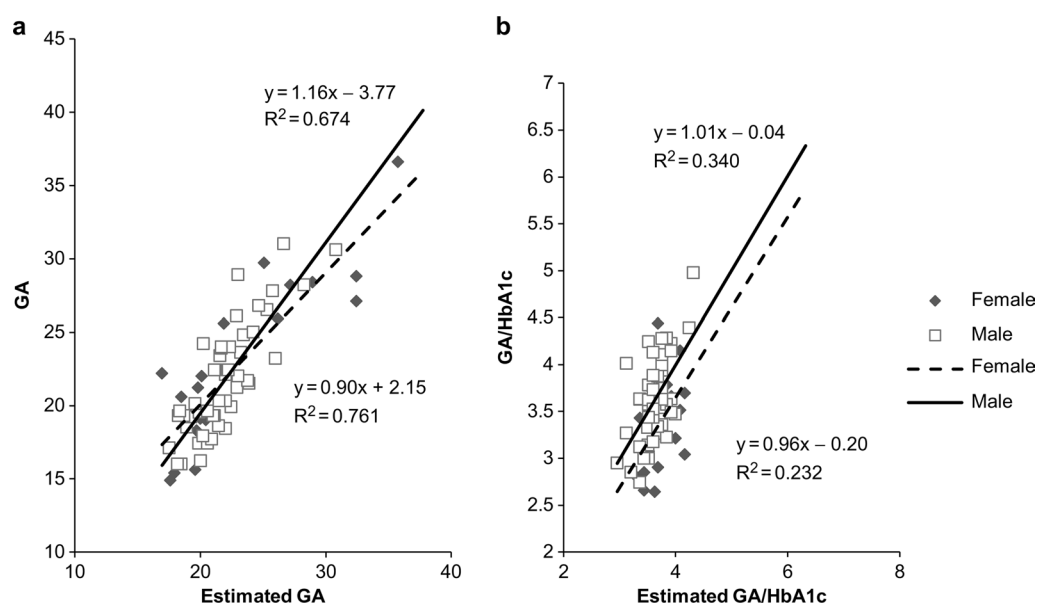 a
45
40
35
30
25
20
15
10
GA
10
20
30
40
Estimated GA
y = 1.16x – 3.77
R² = 0.674
y = 0.90x + 2.15
R² = 0.761
b
7
6.5
6
5.5
5
4.5
4
3.5
3
2.5
2
GA/HbA1c
2
4
6
8
Estimated GA/HbA1c
y = 1.01x – 0.04
R² = 0.340
y = 0.96x – 0.20
R² = 0.232
Female
Male
Female
Male